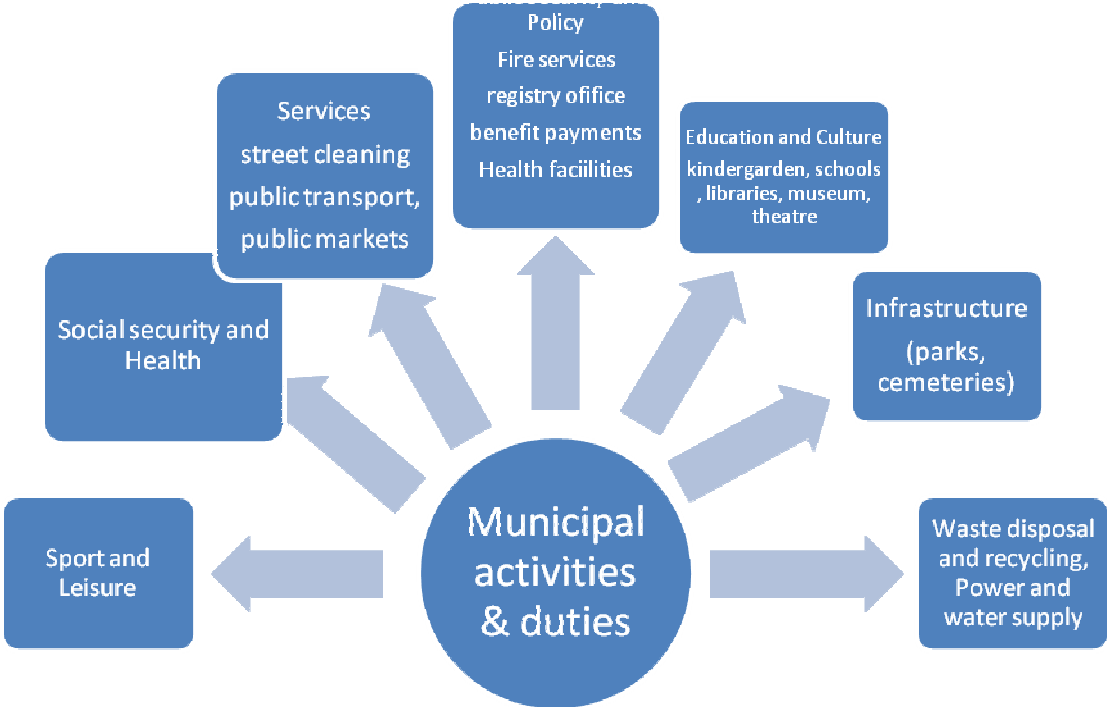 Policy
Fire services
registry ofifice
benefit payments
Health faciilities
Services
street cleaning
public transport,
public markets
Education and Culture
kindergarden, schools
, libraries, museum,
theatre
Social security and
Health
Infrastructure
(parks,
cemeteries)
Sport and
Leisure
Municipal
activities
& duties
Waste disposal
and recycling,
Power and
water supply